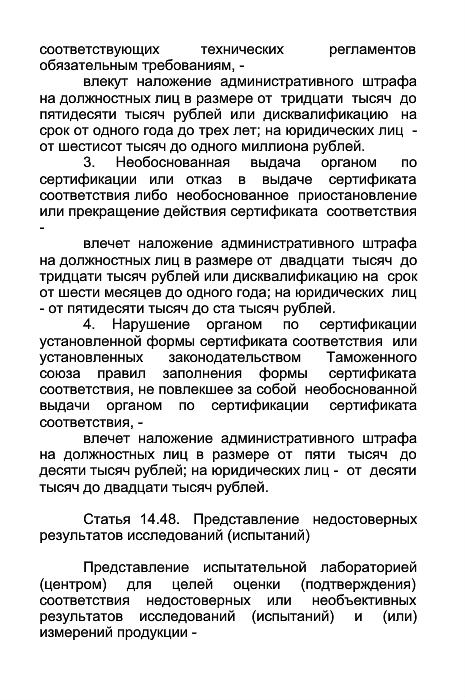 соответствующих технических регламентов
обязательным требованиям, -
влекут наложение административного штрафа
на должностных лиц в размере от тридцати тысяч до
пятидесяти тысяч рублей или дисквалификацию на
срок от одного года до трех лет; на юридических лиц -
от шестисот тысяч до одного миллиона рублей.
3. Необоснованная выдача органом по
сертификации или отказ в выдаче сертификата
соответствия либо необоснованное приостановление
или прекращение действия сертификата соответствия
-
влечет наложение административного штрафа
на должностных лиц в размере от двадцати тысяч до
тридцати тысяч рублей или дисквалификацию на срок
от шести месяцев до одного года; на юридических лиц
- от пятидесяти тысяч до ста тысяч рублей.
4. Нарушение органом по сертификации
установленной формы сертификата соответствия или
установленных законодательством Таможенного
союза правил заполнения формы сертификата
соответствия, не повлекшее за собой необоснованной
выдачи органом по сертификации сертификата
соответствия, -
влечет наложение административного штрафа
на должностных лиц в размере от пяти тысяч до
десяти тысяч рублей; на юридических лиц - от десяти
тысяч до двадцати тысяч рублей.
Статья 14.48. Представление недостоверных
результатов исследований (испытаний)
Представление испытательной лабораторией
(центром) для целей оценки (подтверждения)
соответствия недостоверных или необъективных
результатов исследований (испытаний) и (или)
измерений продукции -